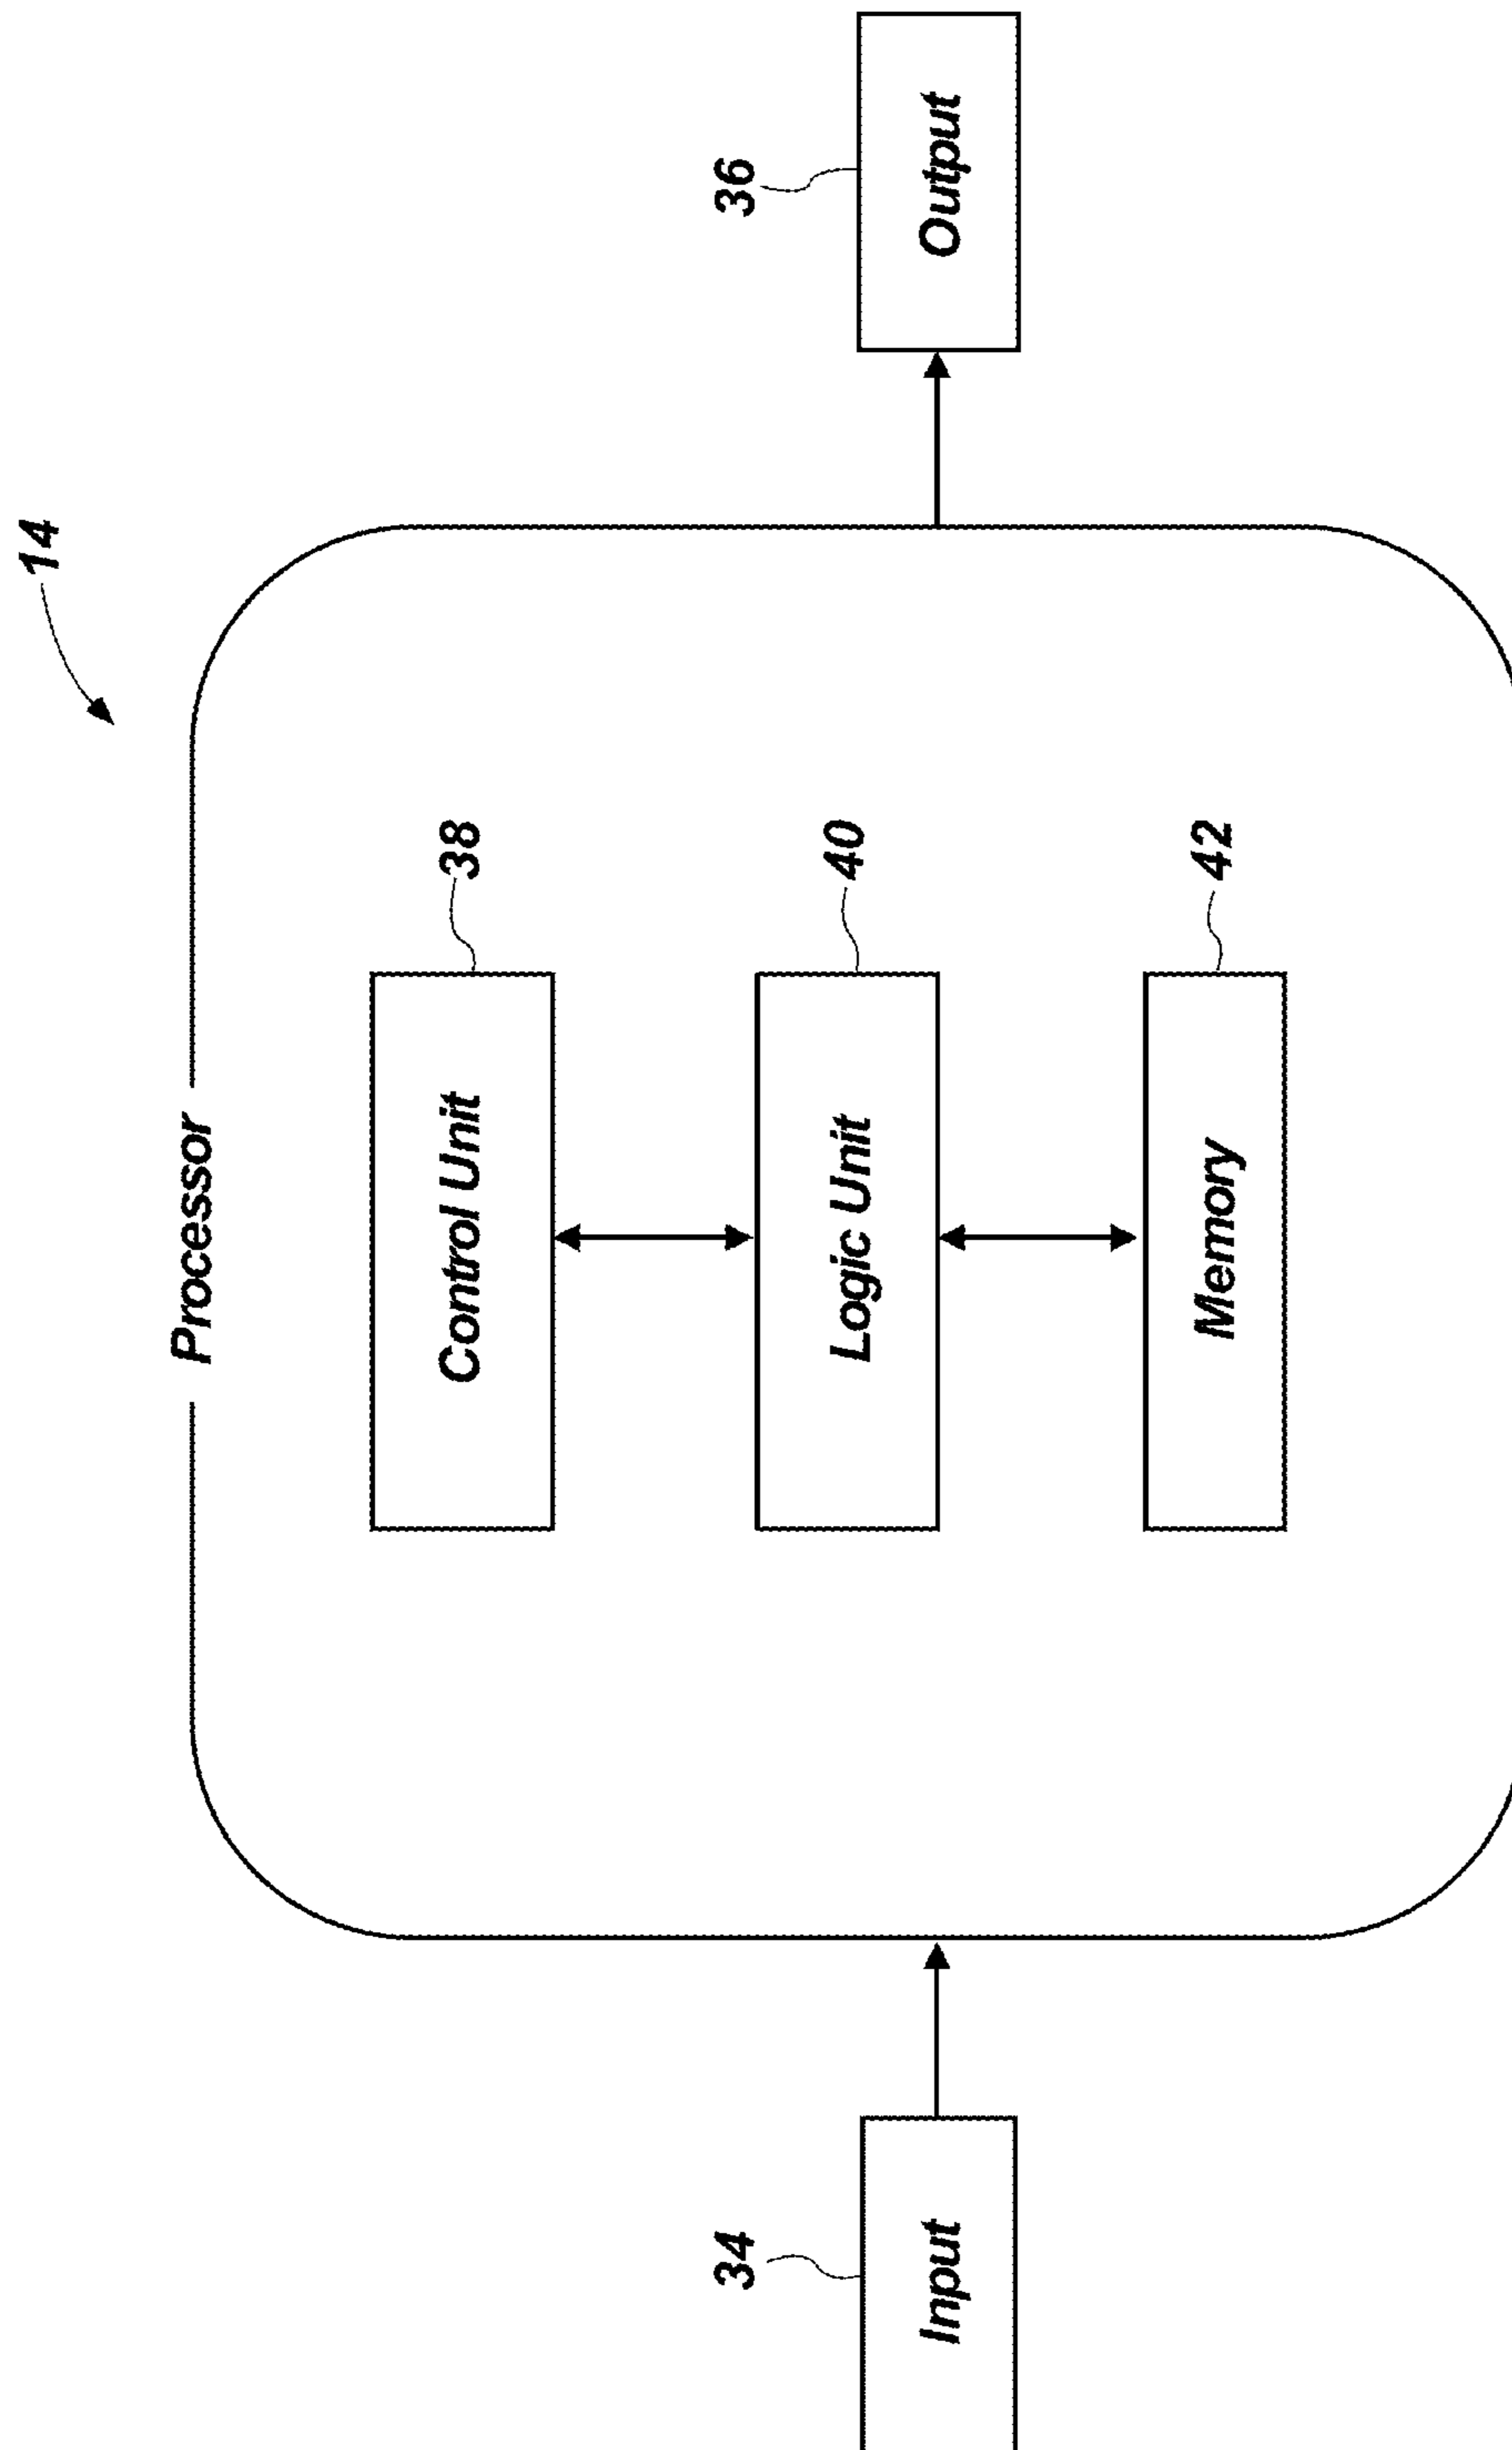 14
Processor
38
Control Unit
40
Logic Unit
42
Memory
34
Input
36
Output